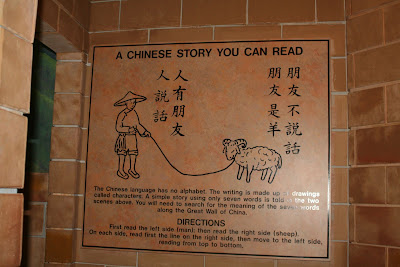 A CHINESE STORY YOU CAN READ
人有朋友
人說話
朋友不說話
朋友是羊
The Chinese language has no alphabet. The writing is made up of drawings
called characters. A simple story using only seven words is told in the two
scenes above. You will need to search for the meaning of the seven words
along the Great Wall of China.
DIRECTIONS
First read the left side (man); then read the right side (sheep).
On each side, read first the line on the right side, then move to the left side,
reading from top to bottom.